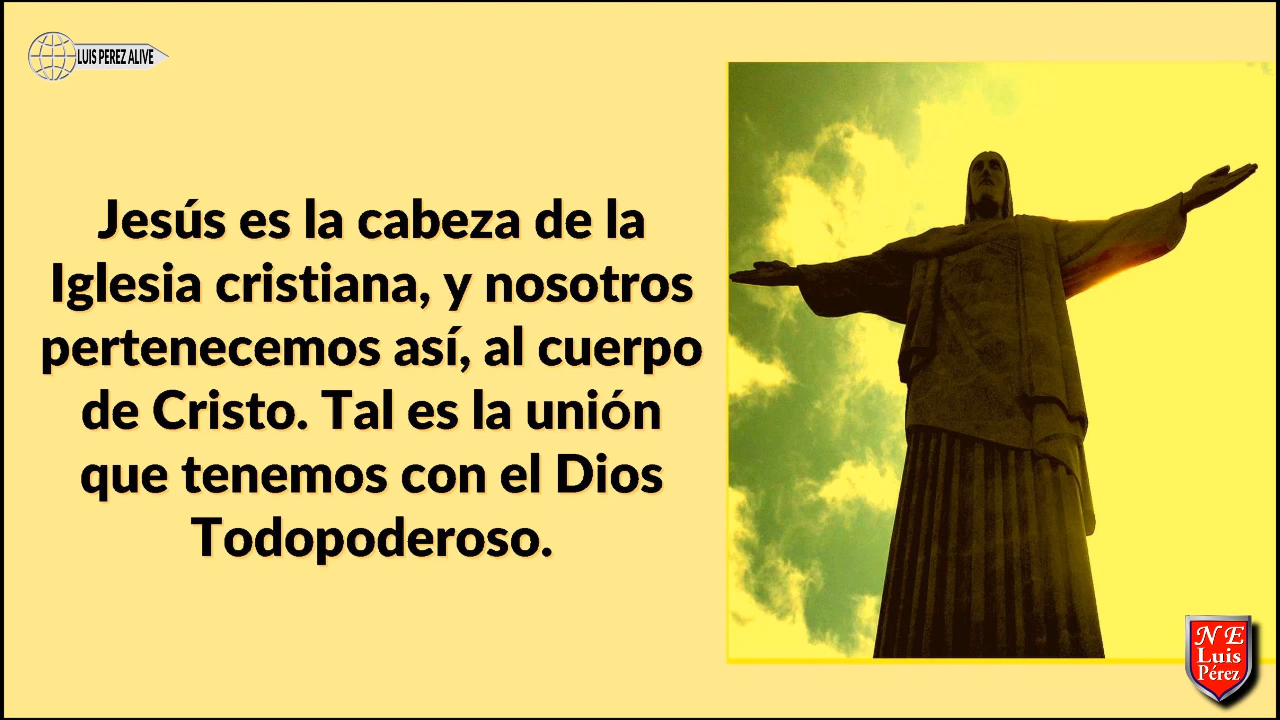 LUIS PEREZ ALIVE
Jesús es la cabeza de la
Iglesia cristiana, y nosotros
pertenecemos así, al cuerpo
de Cristo. Tal es la unión
que tenemos con el Dios
Todopoderoso.
N E
Luis
Pérez